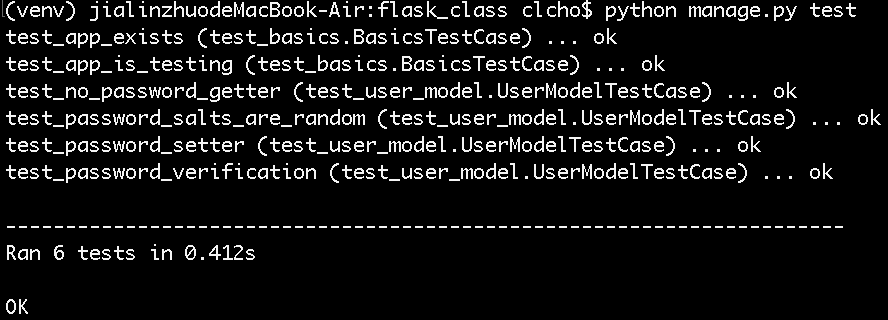 (venv) jialinzhuodeMacBook-Air:flask_class clcho$ python manage.py test
test_app_exists (test_basics.BasicsTestCase) ... ok
test_app_is_testing (test_basics.BasicsTestCase) ... ok
test_no_password_getter (test_user_model.UserModelTestCase) ... ok
test_password_salts_are_random (test_user_model.UserModelTestCase) ... ok
test_password_setter (test_user_model.UserModelTestCase) ... ok
test_password_verification (test_user_model.UserModelTestCase) ... ok
----------------------------------------------------------------------
Ran 6 tests in 0.412s
OK